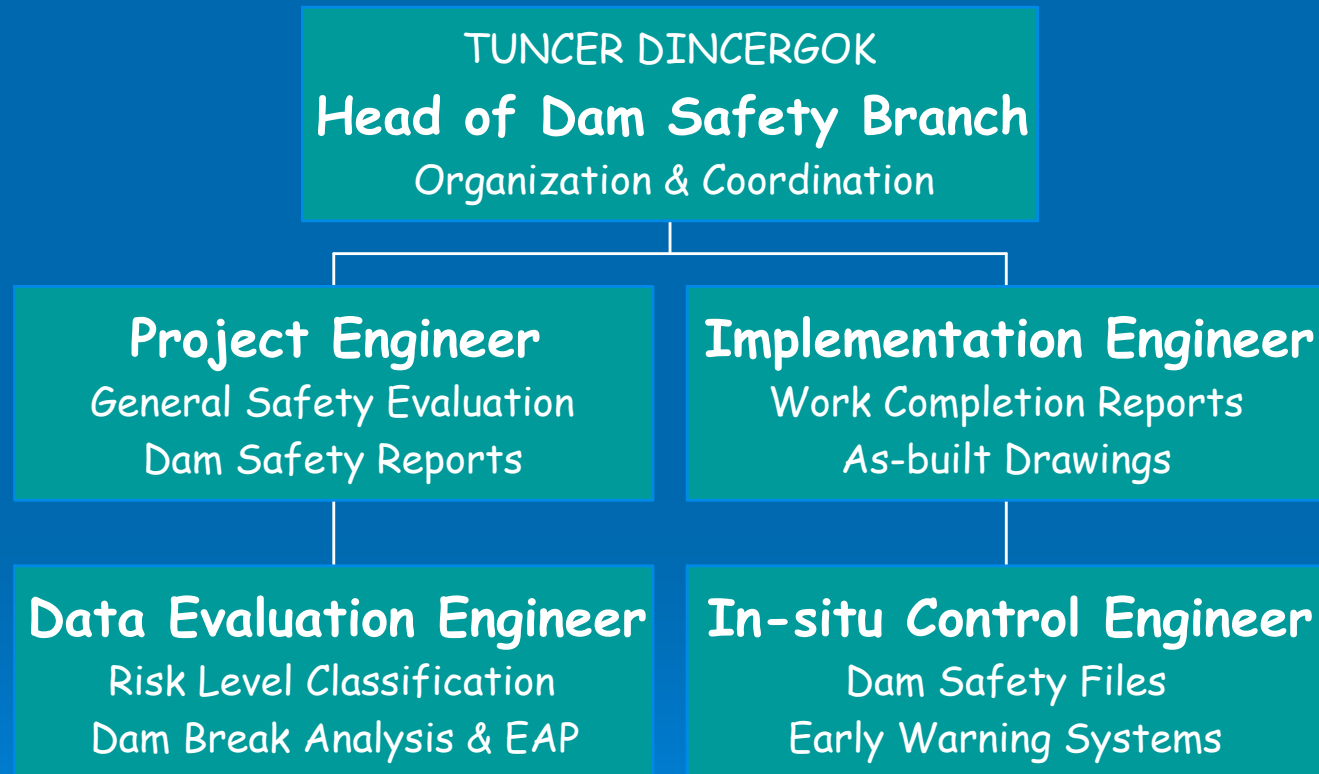 TUNCER DINCERGOK
Head of Dam Safety Branch
Organization & Coordination
Project Engineer
General Safety Evaluation
Dam Safety Reports
Implementation Engineer
Work Completion Reports
As-built Drawings
Data Evaluation Engineer
Risk Level Classification
Dam Break Analysis & EAP
In-situ Control Engineer
Dam Safety Files
Early Warning Systems